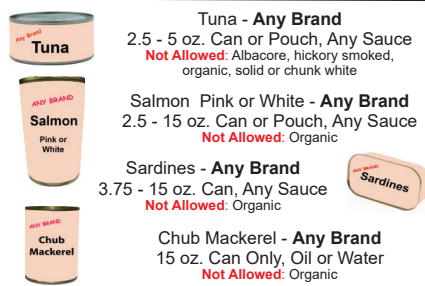 Any Brand
Tuna
Tuna - Any Brand
2.5 - 5 oz. Can or Pouch, Any Sauce
Not Allowed: Albacore, hickory smoked,
organic, solid or chunk white
ANY BRAND
Salmon
Pink or
White
Salmon  Pink or White - Any Brand
2.5 - 15 oz. Can or Pouch, Any Sauce
Not Allowed: Organic
Sardines - Any Brand
3.75 - 15 oz. Can, Any Sauce
Not Allowed: Organic
ANY BRAND
Sardines
ANY BRAND
Chub
Mackerel
Chub Mackerel - Any Brand
15 oz. Can Only, Oil or Water
Not Allowed: Organic